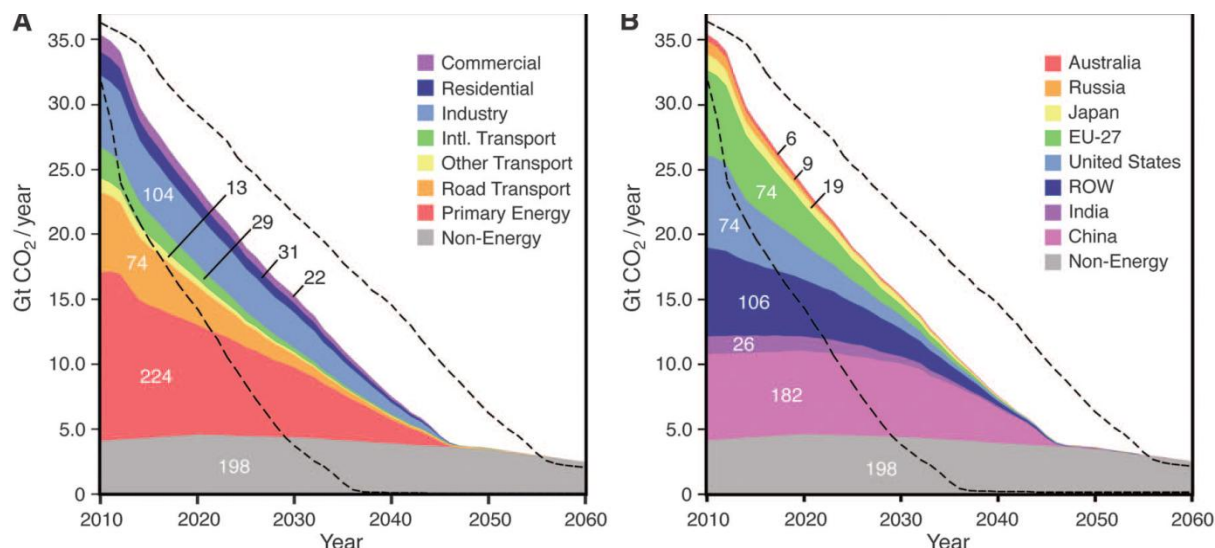 A
Gt CO2/year
35.0
30.0
25.0
20.0
15.0
10.0
5.0
0
Commercial
Residential
Industry
Intl. Transport
Other Transport
Road Transport
Primary Energy
Non-Energy
104
13
29
31
22
74
224
198
2010 2020 2030 2040 2050 2060
Year
B
Gt CO2/year
35.0
30.0
25.0
20.0
15.0
10.0
5.0
0
Australia
Russia
Japan
EU-27
United States
ROW
India
China
Non-Energy
6
9
19
74
74
106
26
182
198
2010 2020 2030 2040 2050 2060
Year